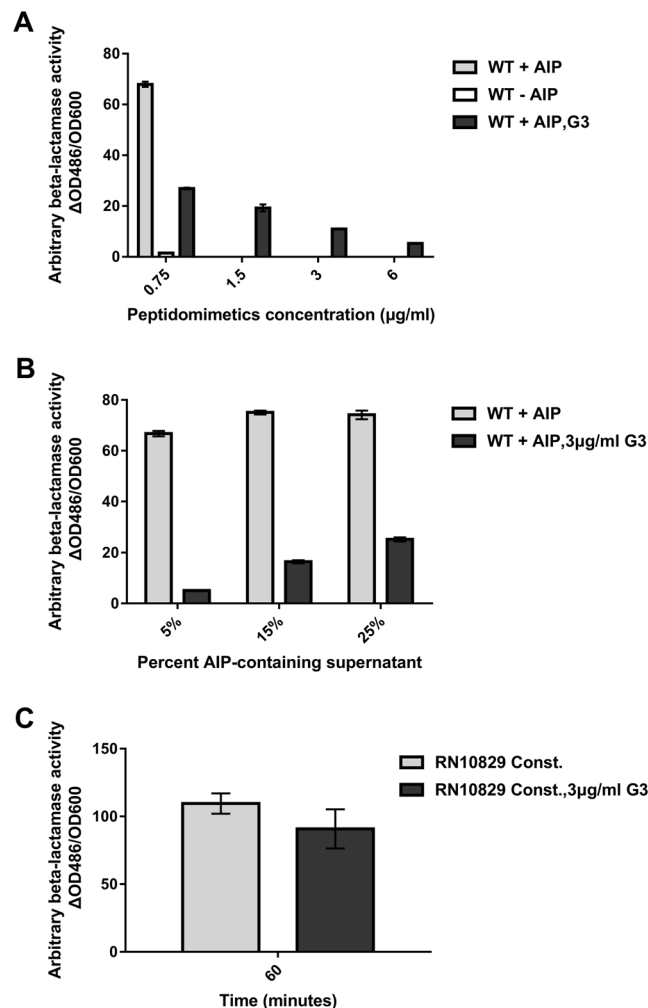 A
Arbitrary beta-lactamase activity
ΔOD486/OD600
80
60
40
20
0
0.75
1.5
3
6
Peptidomimetics concentration (µg/ml)
WT + AIP
WT - AIP
WT + AIP,G3
B
Arbitrary beta-lactamase activity
ΔOD486/OD600
80
60
40
20
0
5%
15%
25%
Percent AIP-containing supernatant
WT + AIP
WT + AIP,3µg/ml G3
C
Arbitrary beta-lactamase activity
ΔOD486/OD600
150
100
50
0
60
Time (minutes)
RN10829 Const.
RN10829 Const.,3µg/ml G3